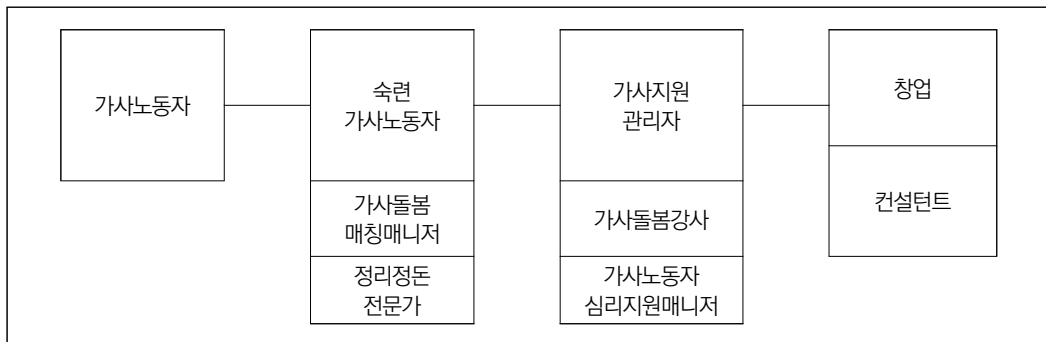 가사노동자
숙련
가사노동자
가사돌봄
매칭매니저
정리정돈
전문가
가사지원
관리자
가사돌봄강사
가사노동자
심리지원매니저
창업
컨설턴트